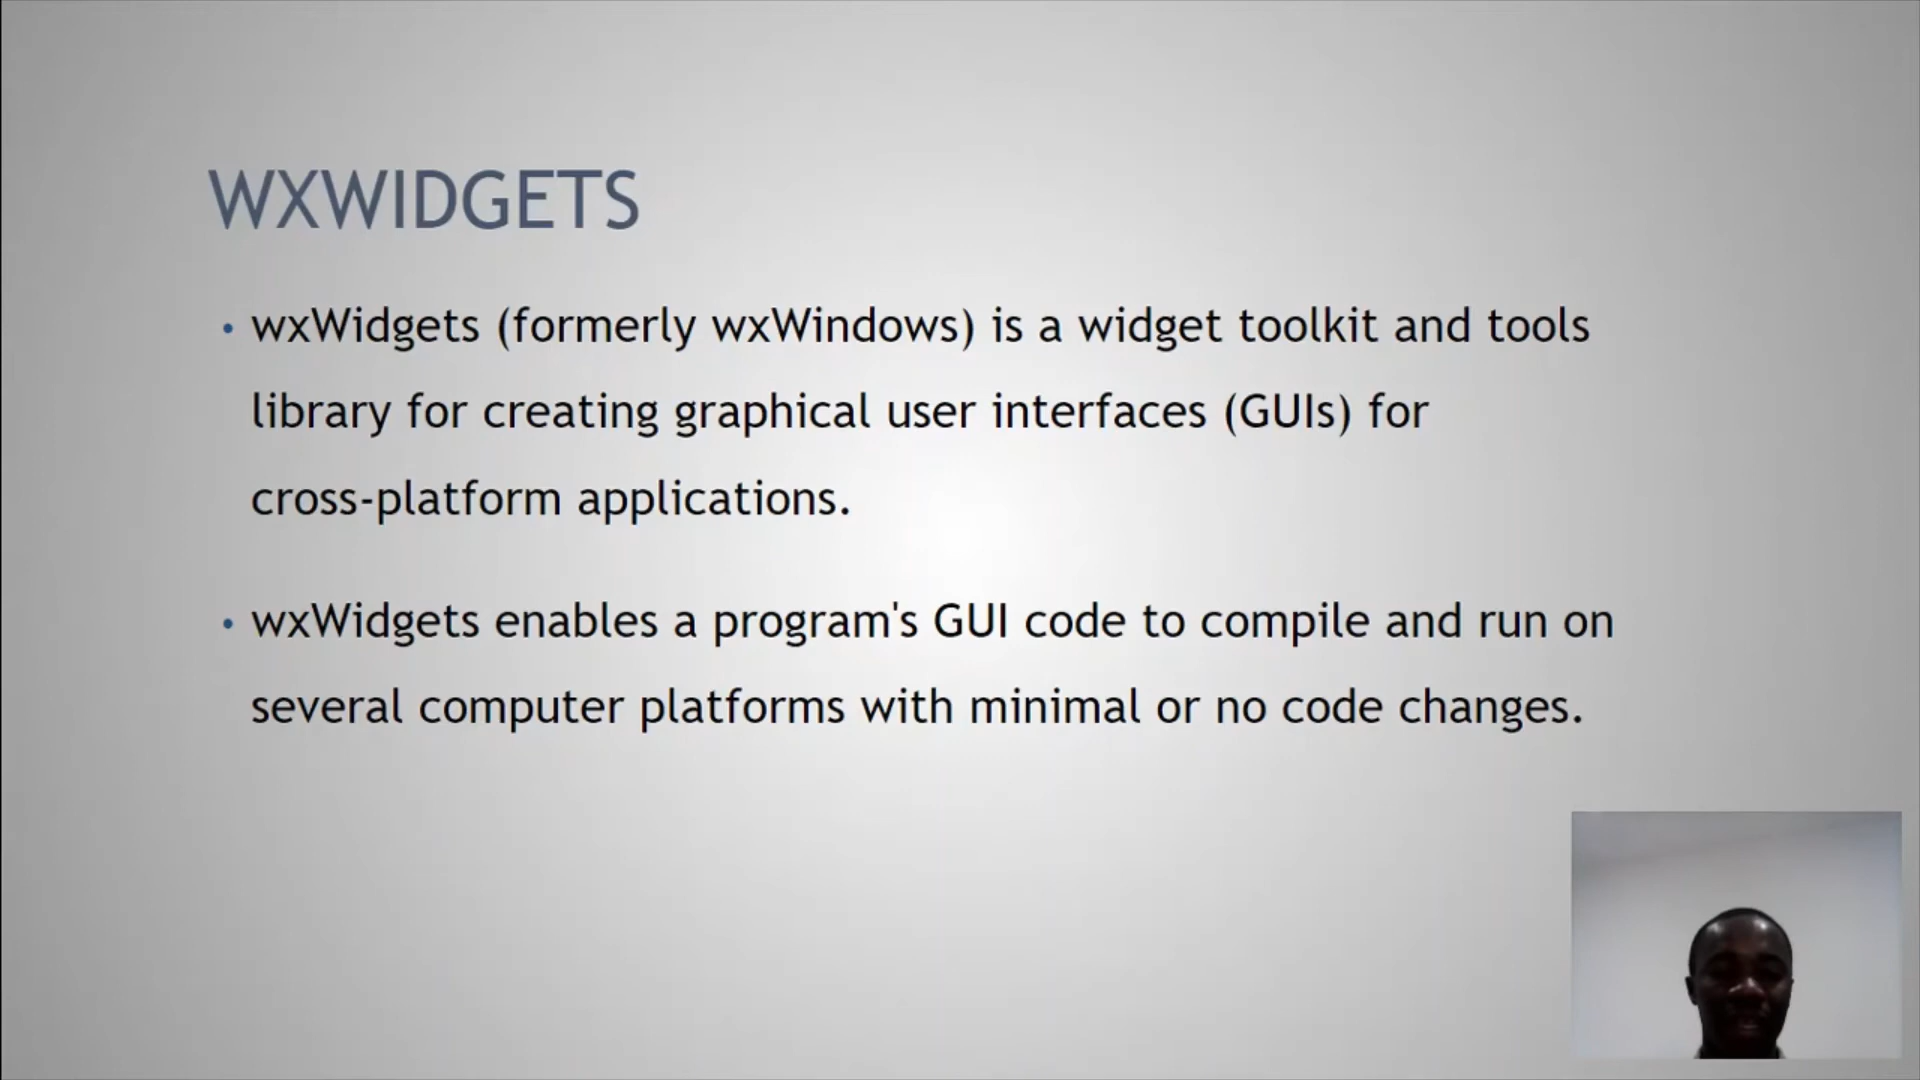 WXWIDGETS
• wxWidgets (formerly wxWindows) is a widget toolkit and tools
library for creating graphical user interfaces (GUIs) for
cross-platform applications.
• wxWidgets enables a program's GUI code to compile and run on
several computer platforms with minimal or no code changes.